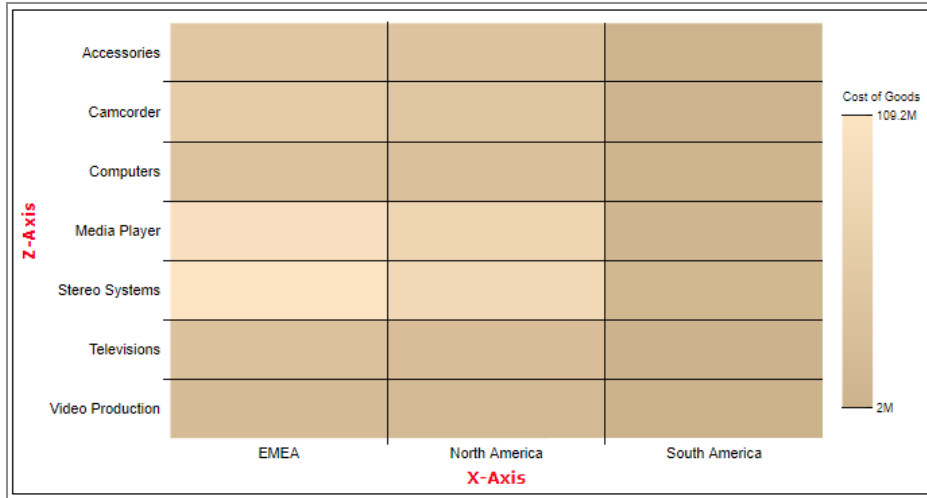 Accessories
Camcorder
Computers
Media Player
Stereo Systems
Televisions
Video Production
Z-Axis
EMEA
North America
South America
X-Axis
Cost of Goods
109.2M
2M